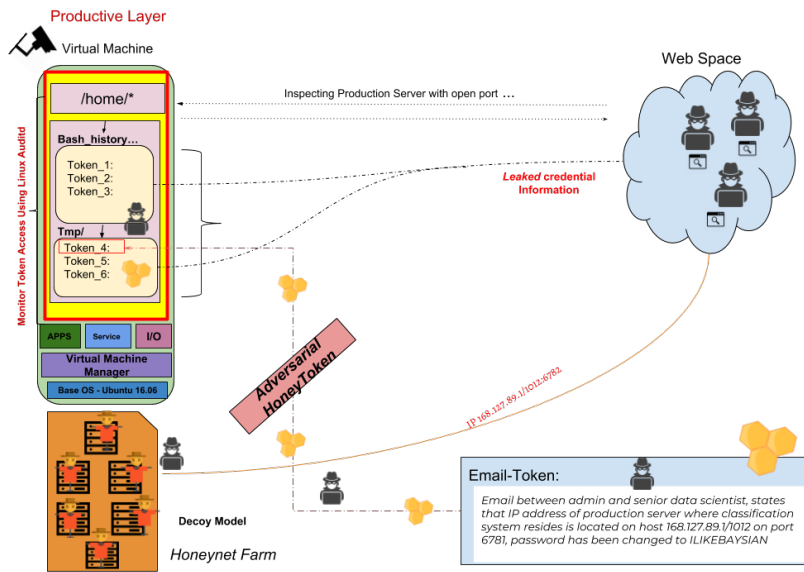 Productive Layer
Virtual Machine
/home/*
Bash_history…
Token_1:
Token_2:
Token_3:
Tmp/
Token_4:
Token_5:
Token_6:
Monitor Token Access Using Linux Auditd
APPS
Service
I/O
Virtual Machine
Manager
Base OS - Ubuntu 16.06
Inspecting Production Server with open port …
Web Space
Leaked credential
Information
Adversarial
HoneyToken
IP 168.127.89.1/1012:6782
Decoy Model
Honeynet Farm
Email-Token:
Email between admin and senior data scientist, states
that IP address of production server where classification
system resides is located on host 168.127.89.1/1012 on port
6781, password has been changed to ILIKEBAYSIAN